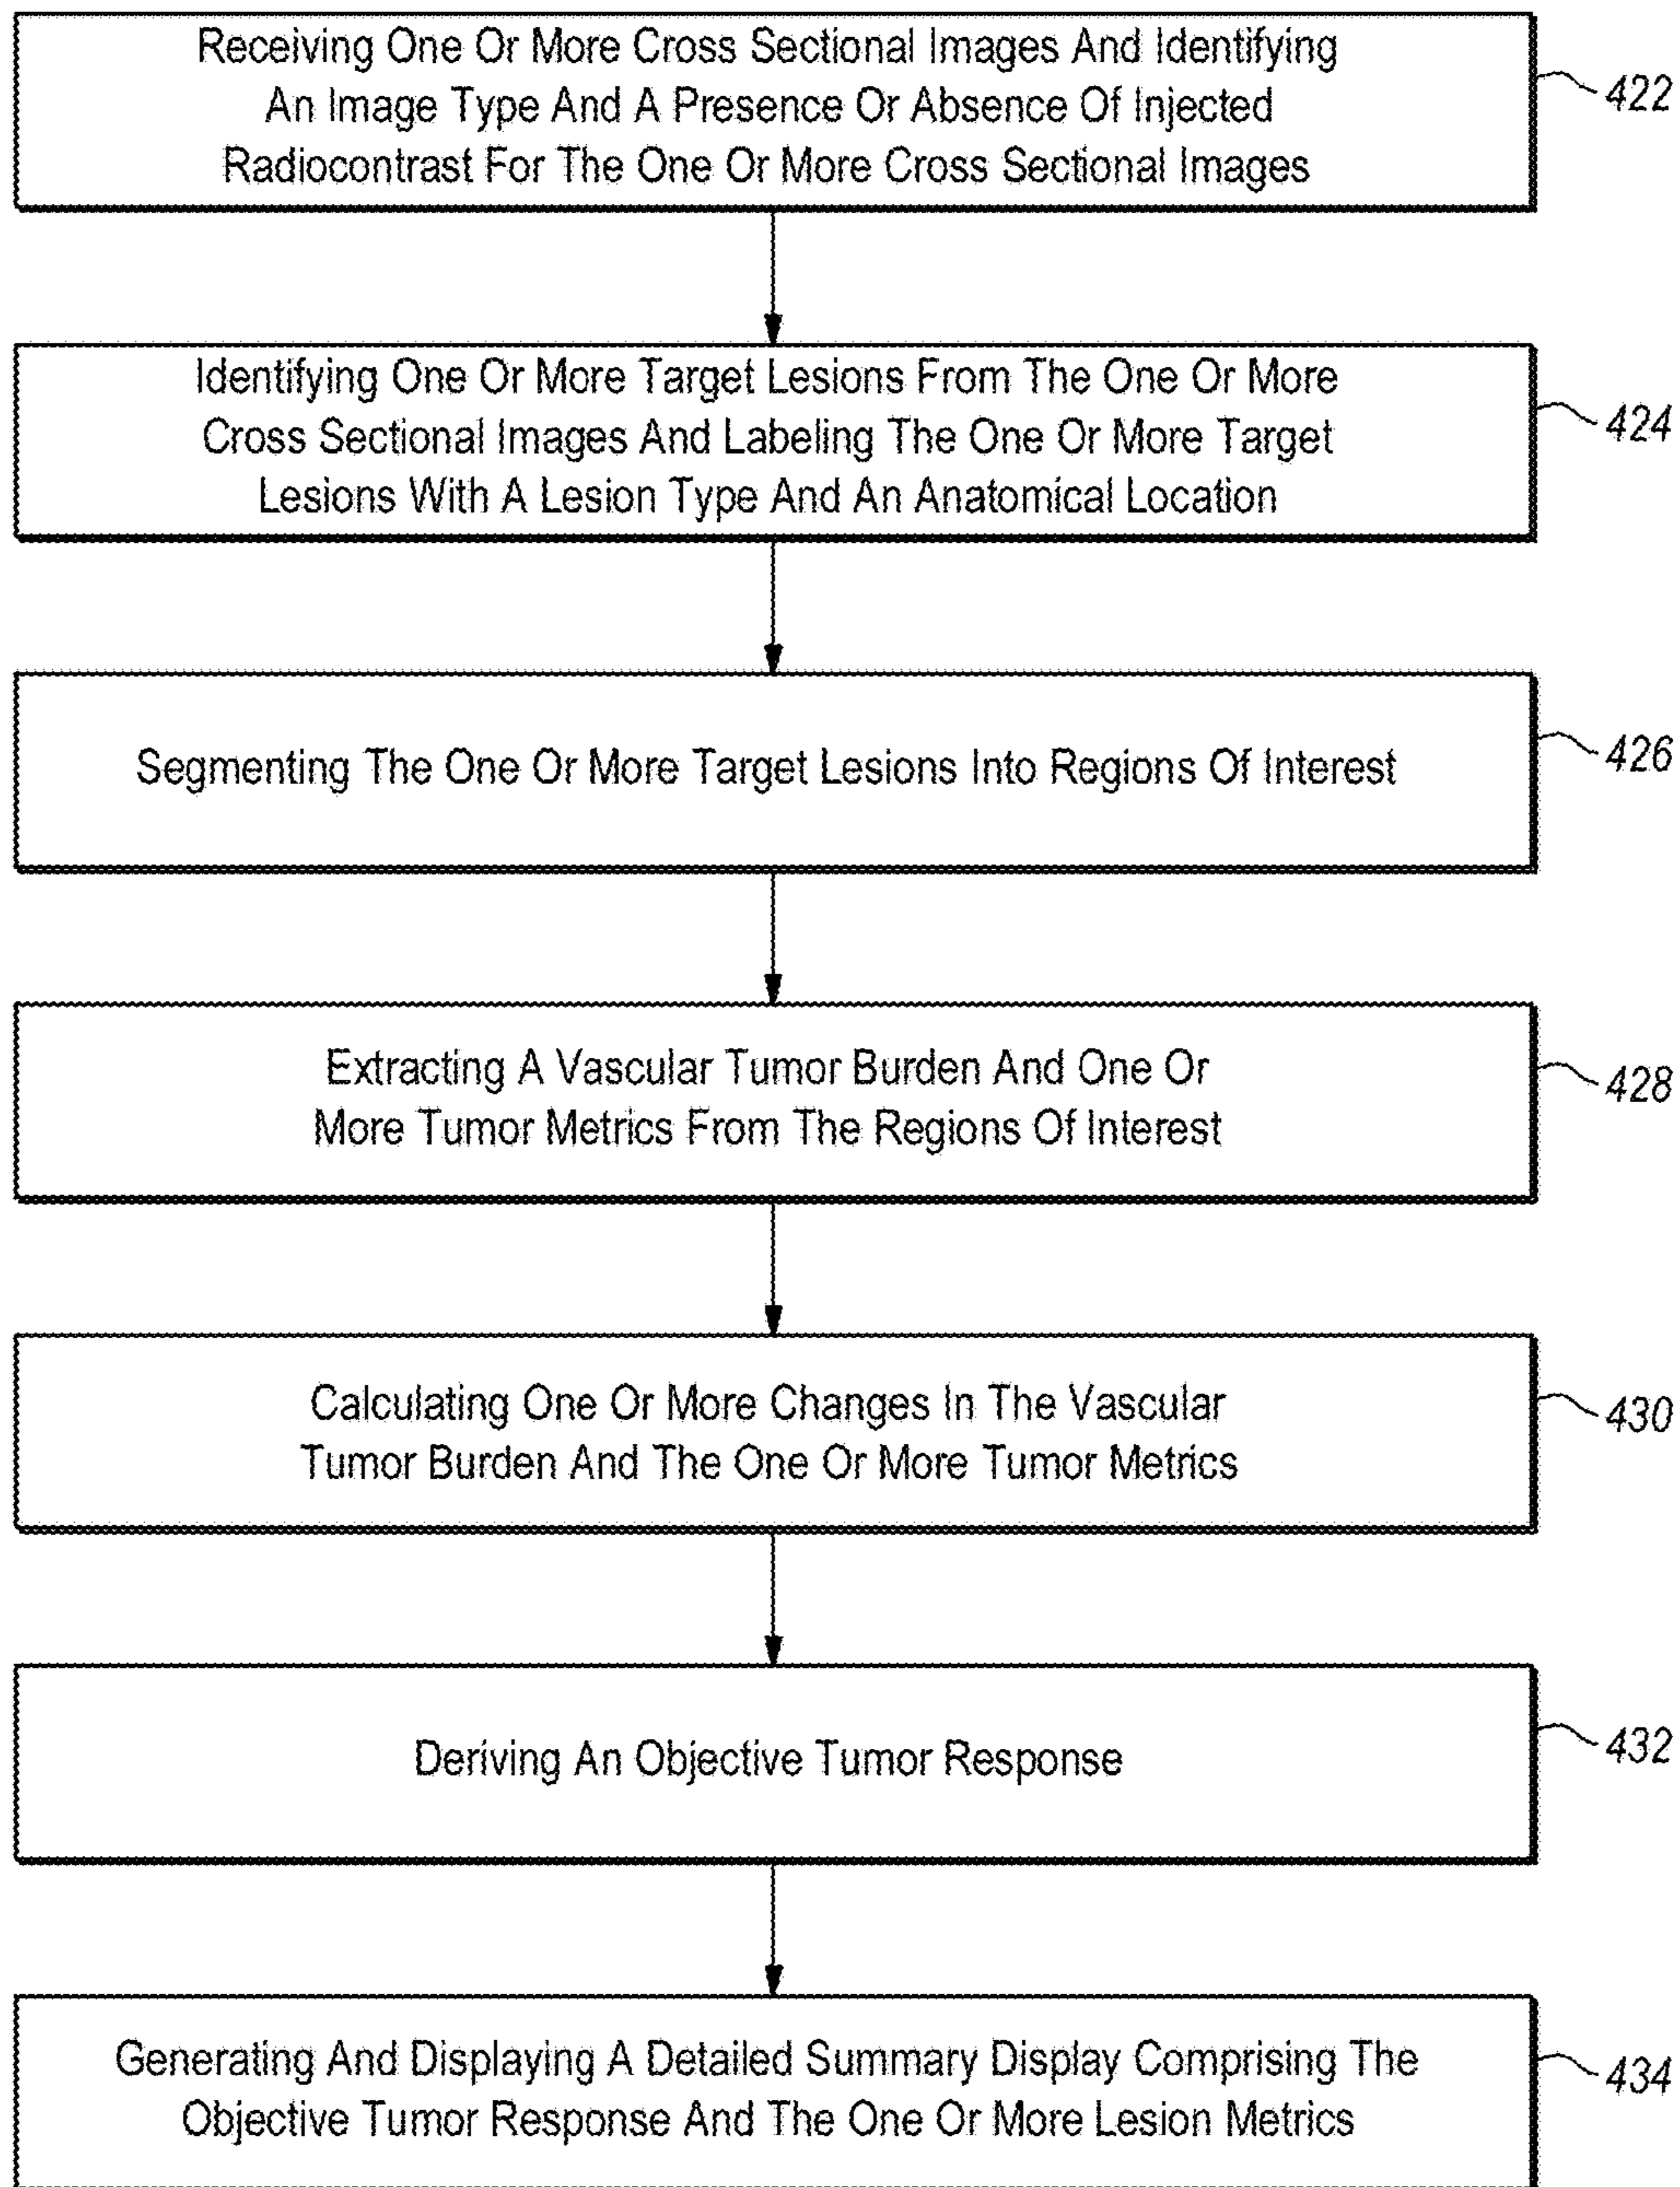 Receiving One Or More Cross Sectional Images And Identifying
An Image Type And A Presence Or Absence Of Injected
Radiocontrast For The One Or More Cross Sectional Images
422
Identifying One Or More Target Lesions From The One Or More
Cross Sectional Images And Labeling The One Or More Target
Lesions With A Lesion Type And An Anatomical Location
424
Segmenting The One Or More Target Lesions Into Regions Of Interest
426
Extracting A Vascular Tumor Burden And One Or
More Tumor Metrics From The Regions Of Interest
428
Calculating One Or More Changes In The Vascular
Tumor Burden And The One Or More Tumor Metrics
430
Deriving An Objective Tumor Response
432
Generating And Displaying A Detailed Summary Display Comprising The
Objective Tumor Response And The One Or More Lesion Metrics
434